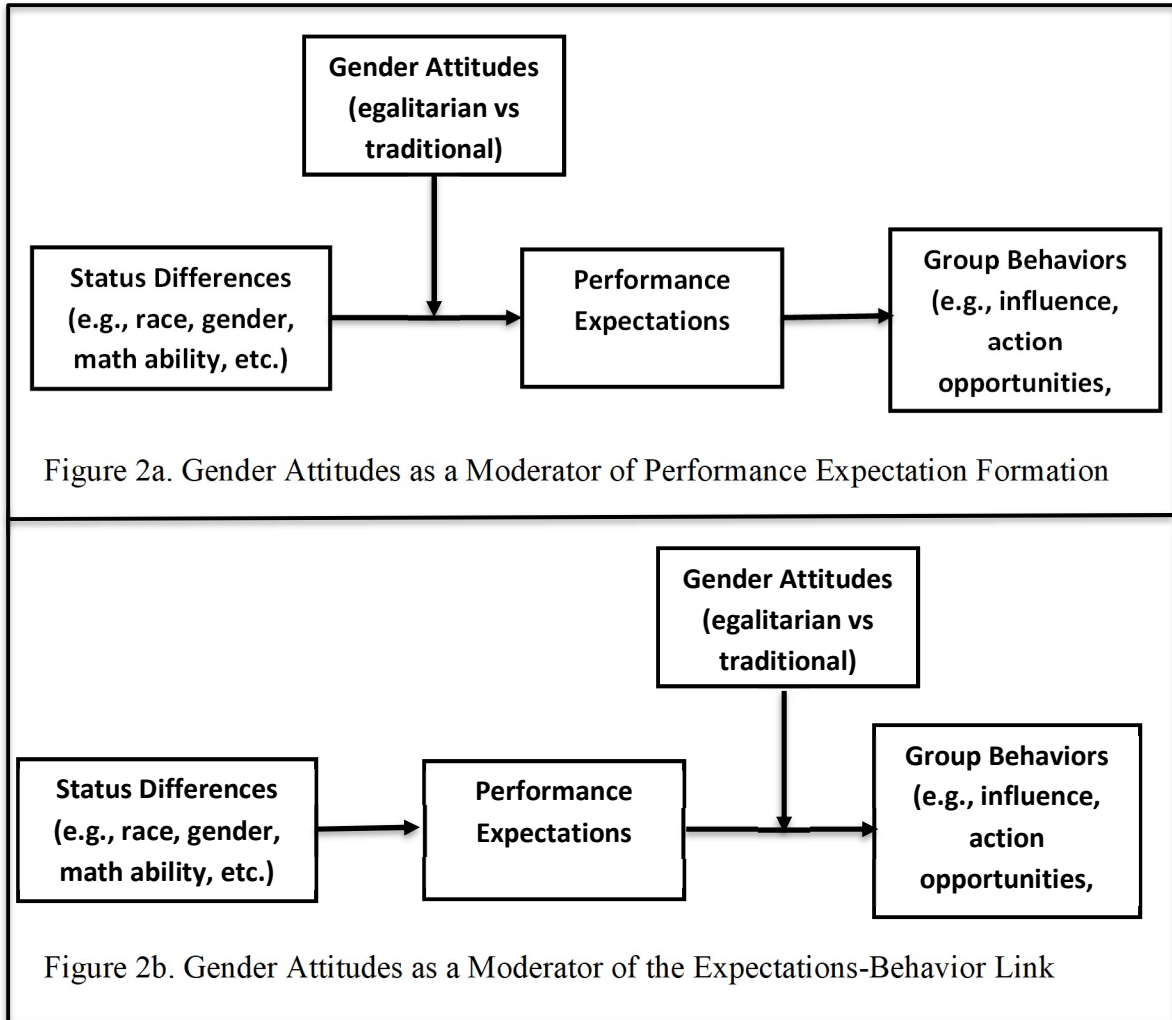 Gender Attitudes
(egalitarian vs
traditional)
Status Differences
(e.g., race, gender,
math ability, etc.)
Performance
Expectations
Group Behaviors
(e.g., influence,
action
opportunities,
Figure 2a. Gender Attitudes as a Moderator of Performance Expectation Formation
Gender Attitudes
(egalitarian vs
traditional)
Status Differences
(e.g., race, gender,
math ability, etc.)
Performance
Expectations
Group Behaviors
(e.g., influence,
action
opportunities,
Figure 2b. Gender Attitudes as a Moderator of the Expectations-Behavior Link